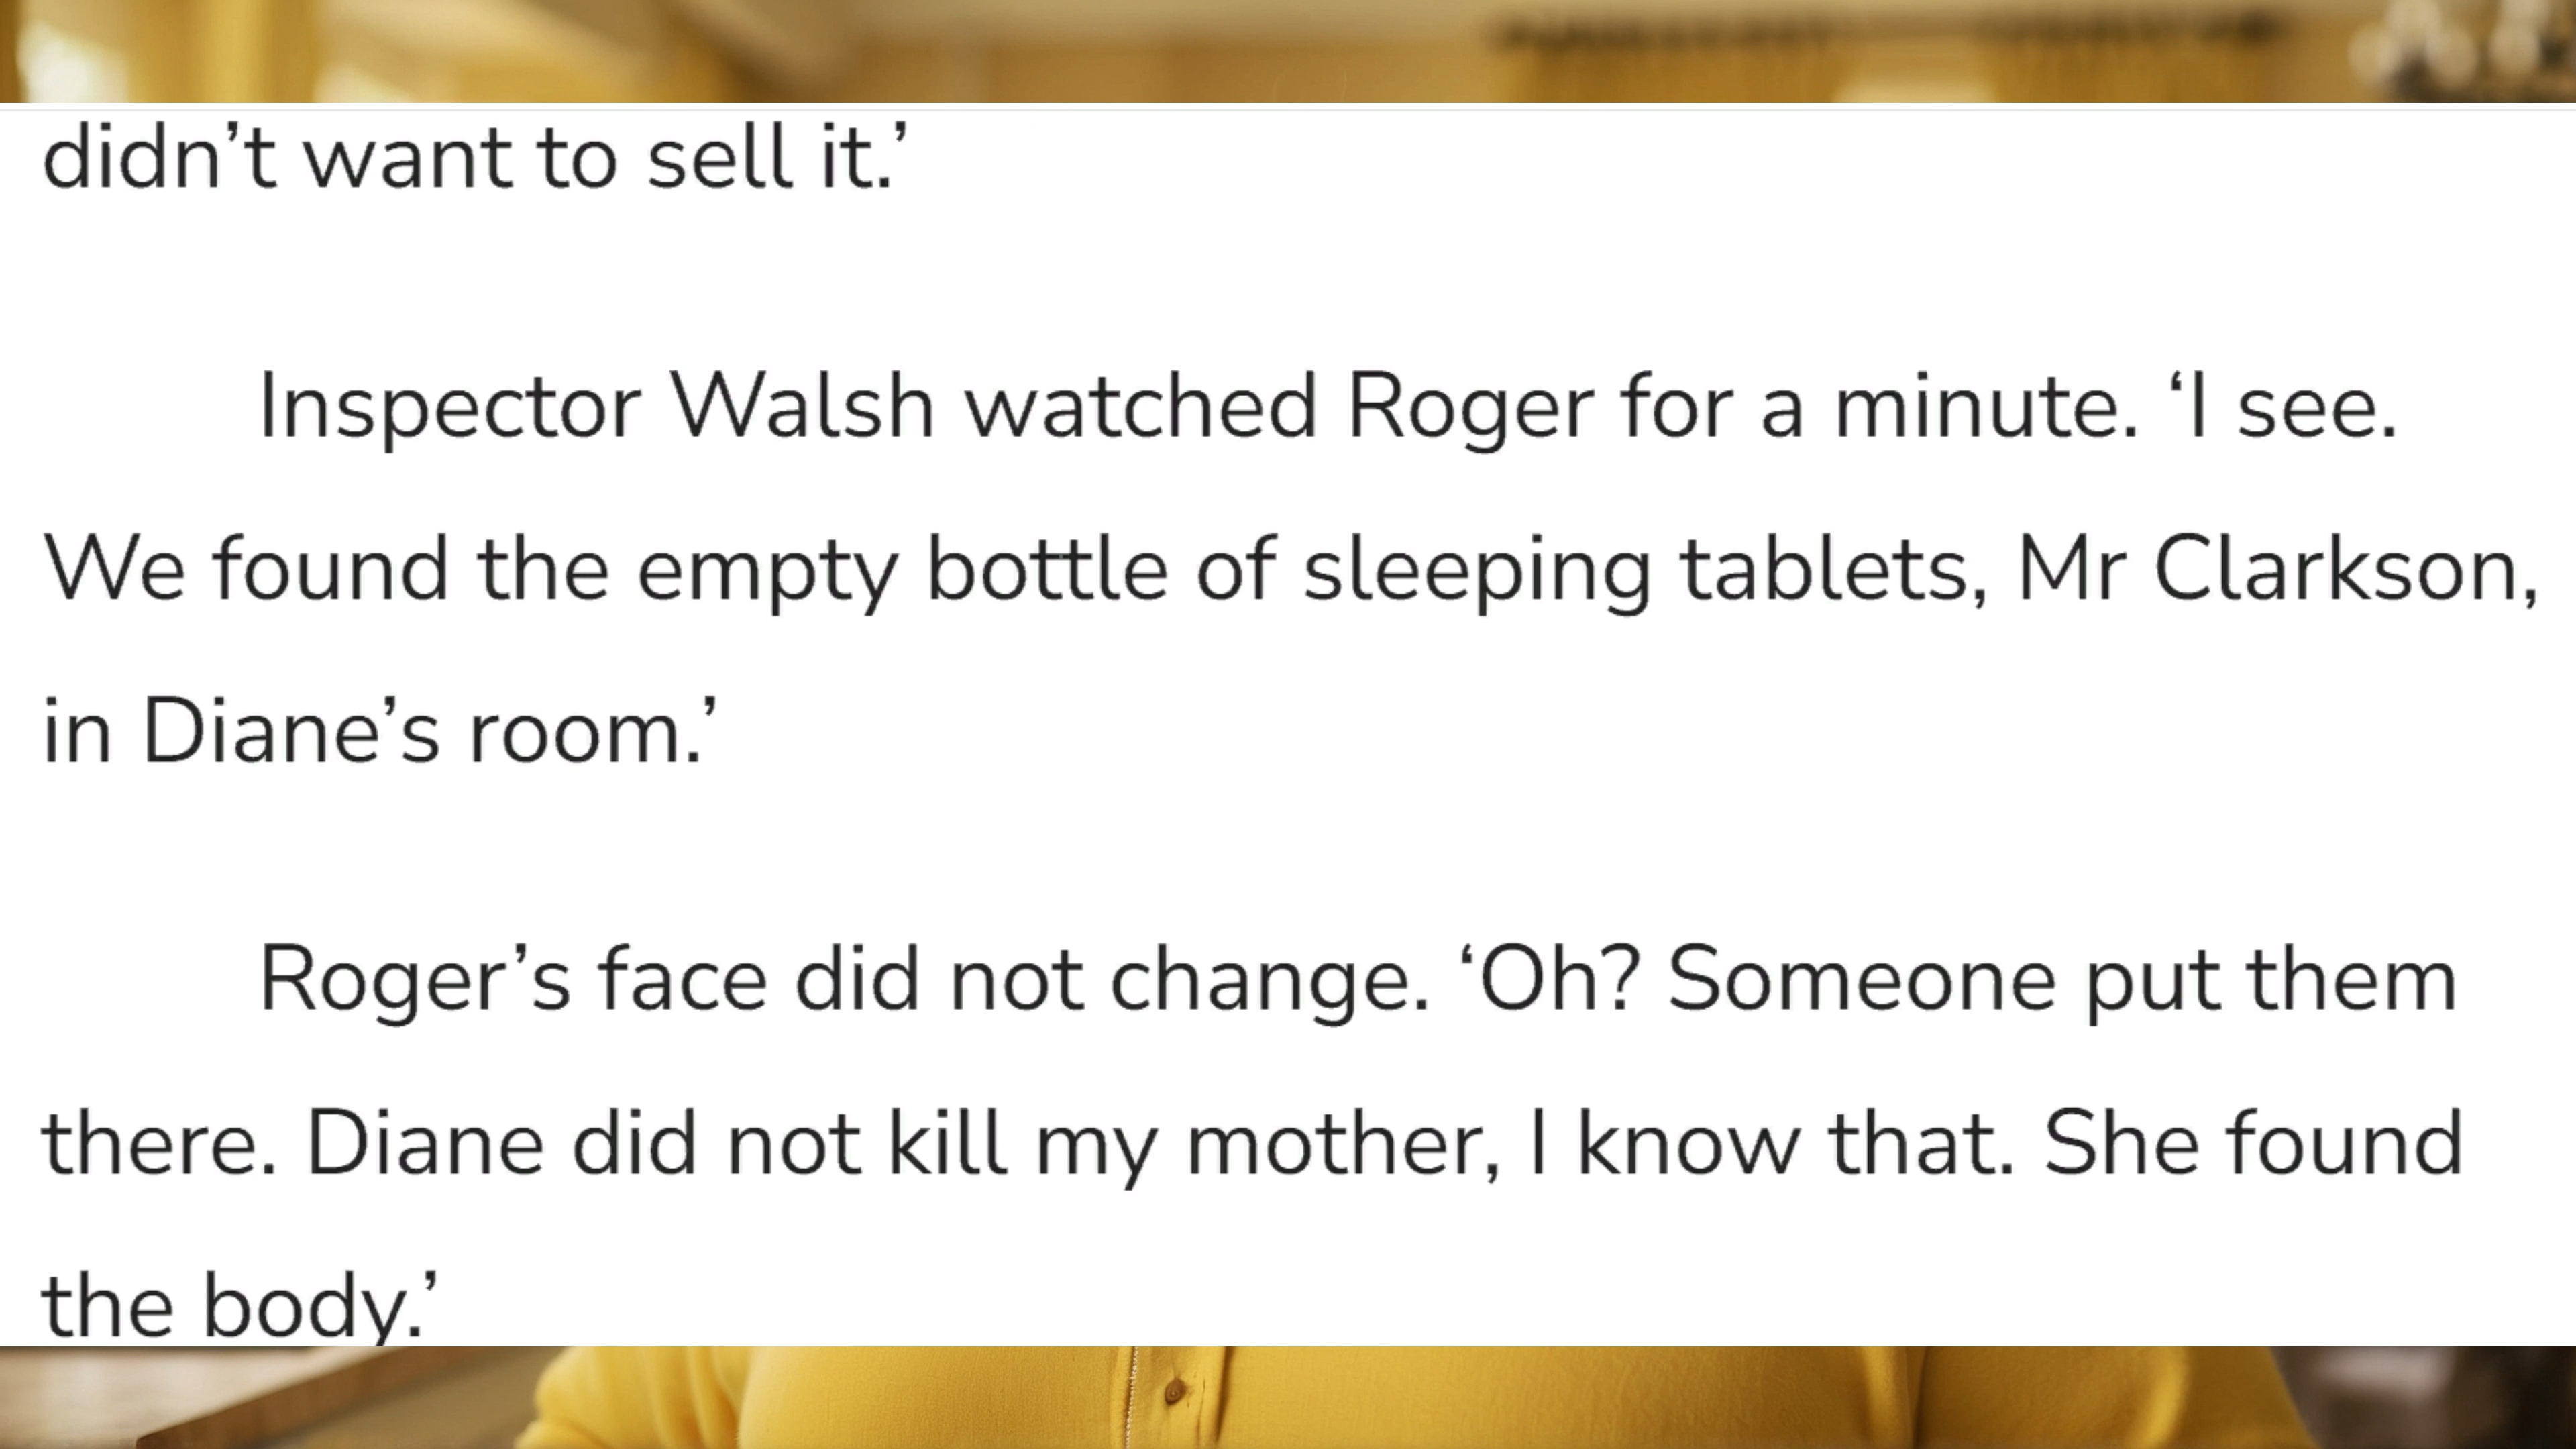 didn’t want to sell it.’
Inspector Walsh watched Roger for a minute. ‘I see.
We found the empty bottle of sleeping tablets, Mr Clarkson,
in Diane’s room.’
Roger’s face did not change. ‘Oh? Someone put them
there. Diane did not kill my mother, I know that. She found
the body.’